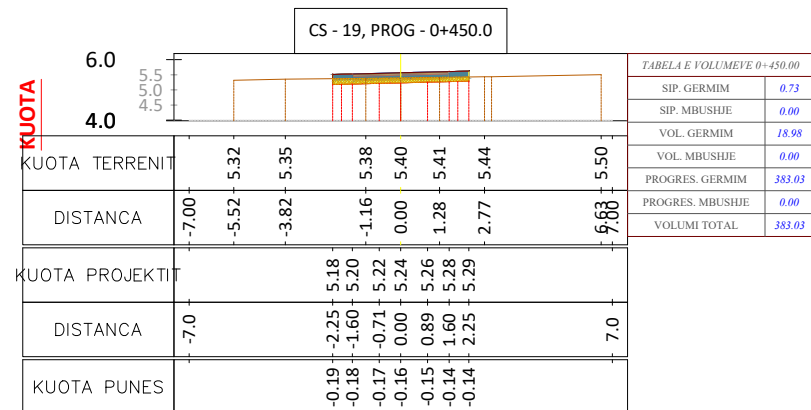 CS - 19, PROG - 0+450.0
KUOTA
6.0
5.5
5.0
4.5
4.0
TABELA E VOLUMEVE 0+450.00
SIP. GERMIM 0.73
SIP. MBUSHJE 0.00
VOL. GERMIM 18.98
VOL. MBUSHJE 0.00
PROGRES. GERMIM 383.03
PROGRES. MBUSHJE 0.00
VOLUMI TOTAL 383.03
KUOTA TERRENIT 5.32 5.35 5.38 5.40 5.41 5.44 5.50
DISTANCA -7.00 -5.52 -3.82 -1.16 0.00 1.28 2.77 6.63 7.00
KUOTA PROJEKTIT 5.18 5.20 5.22 5.24 5.26 5.28 5.29
DISTANCA -7.0 -2.25 -1.60 -0.71 0.00 0.89 1.60 2.25 7.0
KUOTA PUNES -0.19 -0.18 -0.17 -0.16 -0.15 -0.14 -0.14